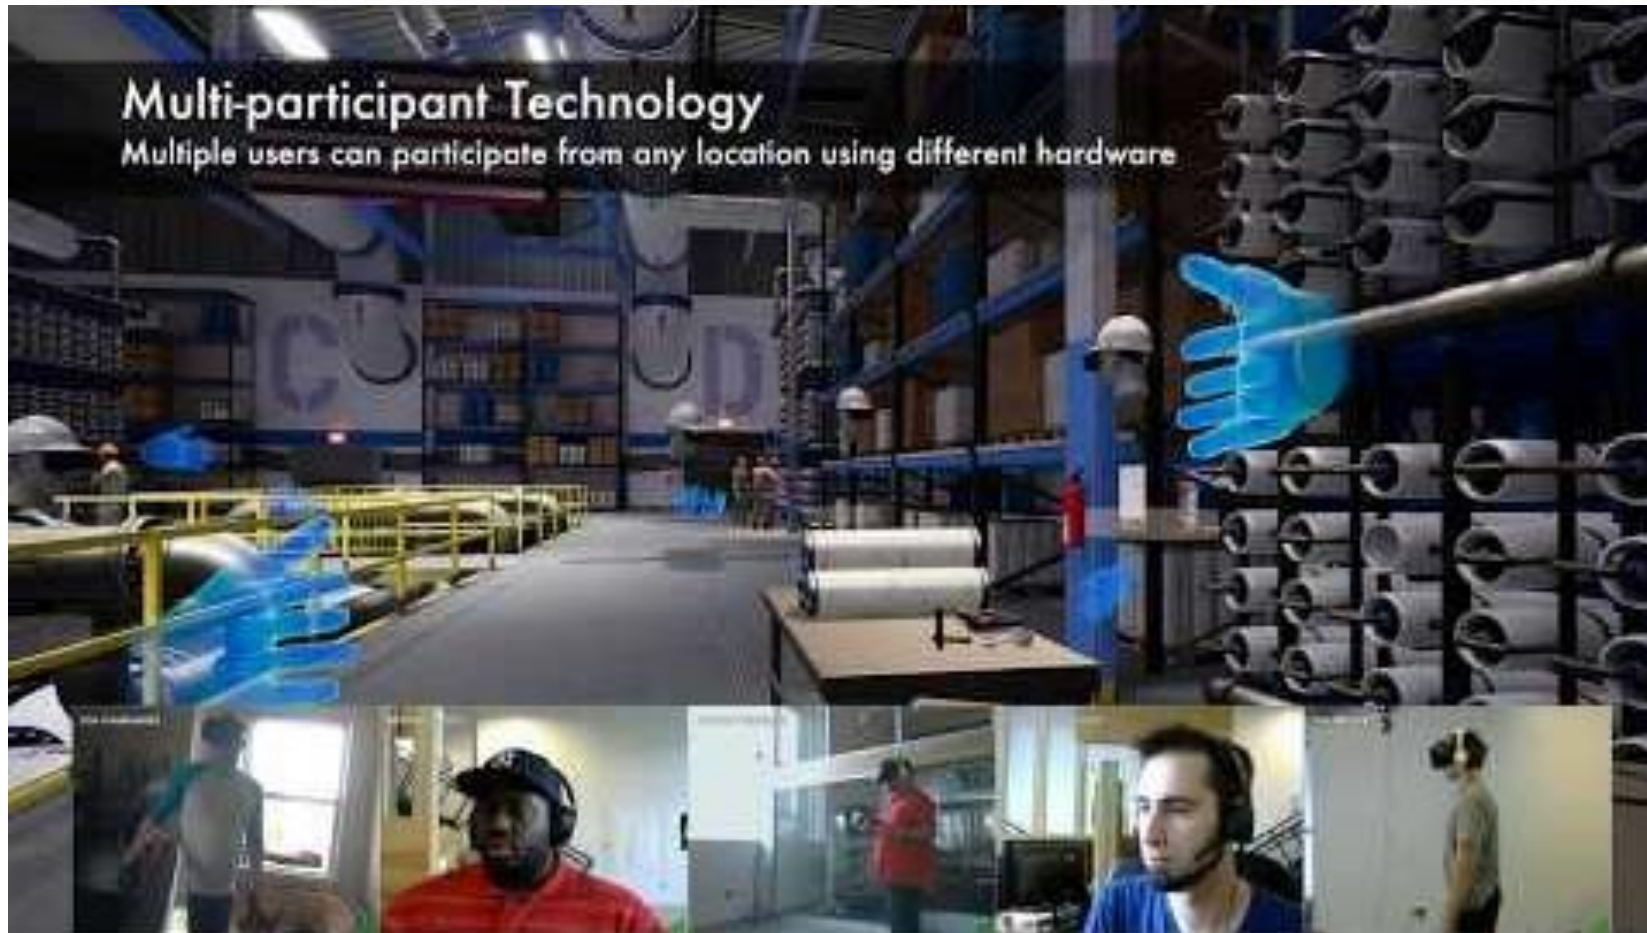 Multi-participant Technology
Multiple users can participate from any location using different hardware
C
D